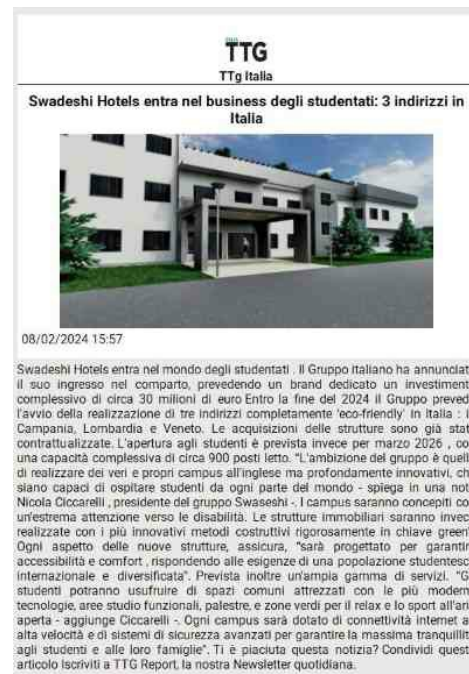 TTG
TTg Italia
Swadeshi Hotels entra nel business degli studentati: 3 indirizzi in
Italia
08/02/2024 15:57
Swadeshi Hotels entra nel mondo degli studentati . Il Gruppo italiano ha annunciat
il suo ingresso nel comparto, prevedendo un brand dedicato un investiment
complessivo di circa 30 milioni di euro Entro la fine del 2024 il Gruppo preved
l'avvio della realizzazione di tre indirizzi completamente 'eco-friendly' in Italia : i
Campania, Lombardia e Veneto. Le acquisizioni delle strutture sono già stat
contrattualizzate. L'apertura agli studenti è prevista invece per marzo 2026 , co
una capacità complessiva di circa 900 posti letto. "L'ambizione del gruppo è quell
di realizzare dei veri e propri campus all'inglese ma profondamente innovativi, ch
siano capaci di ospitare studenti da ogni parte del mondo - spiega in una not
Nicola Ciccarelli , presidente del gruppo Swaseshi -. I campus saranno concepiti co
un'estrema attenzione verso le disabilità. Le strutture immobiliari saranno invec
realizzate con i più innovativi metodi costruttivi rigorosamente in chiave green"
Ogni aspetto delle nuove strutture, assicura, "sarà progettato per garantir
accessibilità e comfort , rispondendo alle esigenze di una popolazione studentesc
internazionale e diversificata". Prevista inoltre un'ampia gamma di servizi. "G
studenti potranno usufruire di spazi comuni attrezzati con le più modern
tecnologie, aree studio funzionali, palestre, e zone verdi per il relax e lo sport all'ari
aperta - aggiunge Ciccarelli -. Ogni campus sarà dotato di connettività internet a
alta velocità e di sistemi di sicurezza avanzati per garantire la massima tranquillit
agli studenti e alle loro famiglie". Ti è piaciuta questa notizia? Condividi quest
articolo Iscriviti a TTG Report, la nostra Newsletter quotidiana.